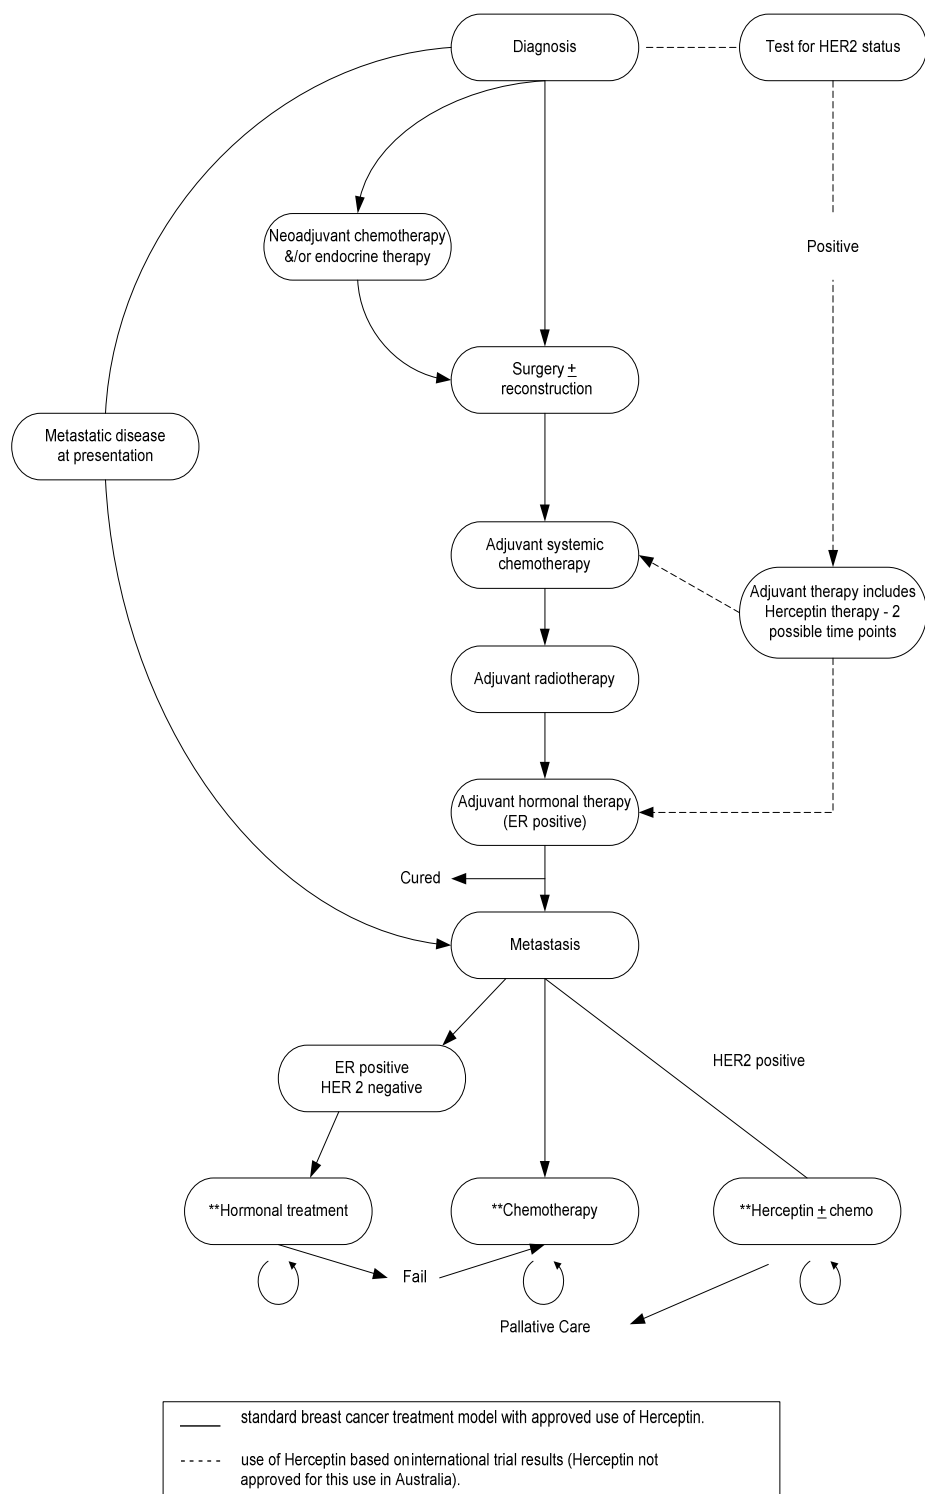 Diagnosis
Test for HER2 status
Neoadjuvant chemotherapy
&/or endocrine therapy
Positive
Surgery ±
reconstruction
Metastatic disease
at presentation
Adjuvant systemic
chemotherapy
Adjuvant therapy includes
Herceptin therapy - 2
possible time points
Adjuvant radiotherapy
Adjuvant hormonal therapy
(ER positive)
Cured
Metastasis
HER2 positive
ER positive
HER 2 negative
**Hormonal treatment
**Chemotherapy
**Herceptin ± chemo
Fail
Pallative Care
standard breast cancer treatment model with approved use of Herceptin.
use of Herceptin based on international trial results (Herceptin not
approved for this use in Australia).